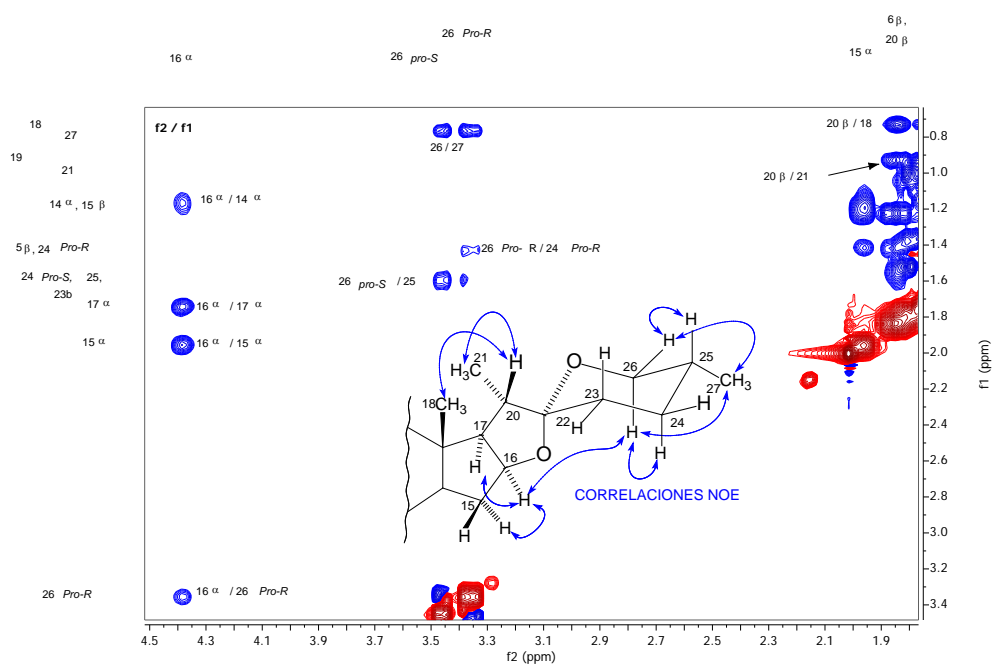 6 β,
20 β
26 Pro-R
15 α
16 α
26 pro-S
18
27
19
21
14 α, 15 β
5 β, 24 Pro-R
24 Pro-S, 25,
23b
17 α
15 α
26 Pro-R
f2 / f1
26 / 27
20 β / 18
20 β / 21
16 α / 14 α
26 Pro- R / 24 Pro-R
26 pro-S / 25
16 α / 17 α
16 α / 15 α
16 α / 26 Pro-R
H
H
H
25
21
H3C
H
O
26
27
CH3
23
18
CH3
20
22
H
H
24
17
H
O
H
H
16
H
CORRELACIONES NOE
15
H
H
0.8
1.0
1.2
1.4
1.6
1.8
2.0
2.2
2.4
2.6
2.8
3.0
3.2
3.4
f1 (ppm)
4.5 4.3 4.1 3.9 3.7 3.5 3.3 3.1 2.9 2.7 2.5 2.3 2.1 1.9
f2 (ppm)